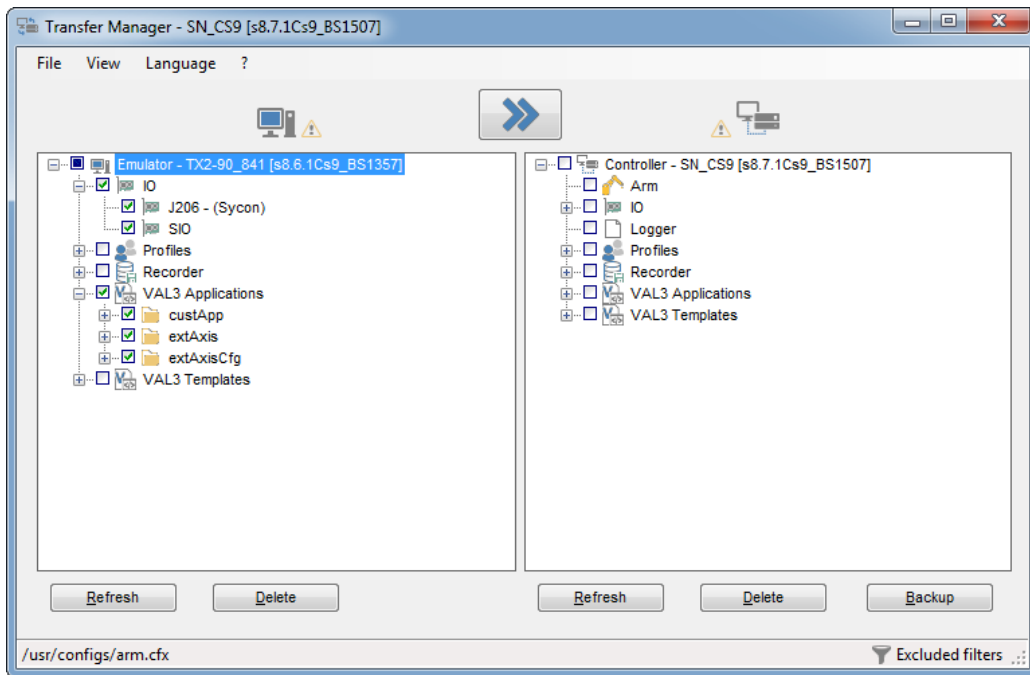 Transfer Manager - SN_CS9 [s8.7.1Cs9_BS1507]
File View Language ?
Emulator - TX2-90_841 [s8.6.1Cs9_BS1357]
IO
J206 - (Sycon)
SIO
Profiles
Recorder
VAL3 Applications
custApp
extAxis
extAxisCfg
VAL3 Templates
Controller - SN_CS9 [s8.7.1Cs9_BS1507]
Arm
IO
Logger
Profiles
Recorder
VAL3 Applications
VAL3 Templates
Refresh Delete Refresh Delete Backup
/usr/configs/arm.cfx Excluded filters